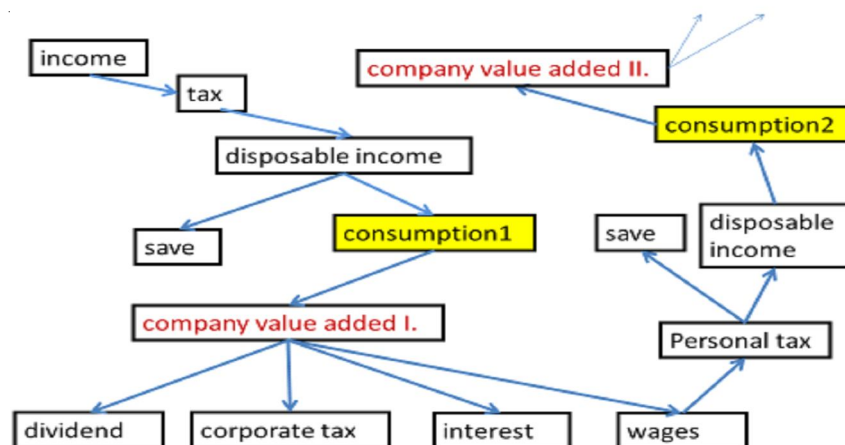 income
tax
disposable income
save
consumption1
company value added I.
dividend
corporate tax
interest
wages
Personal tax
save
disposable
income
consumption2
company value added II.